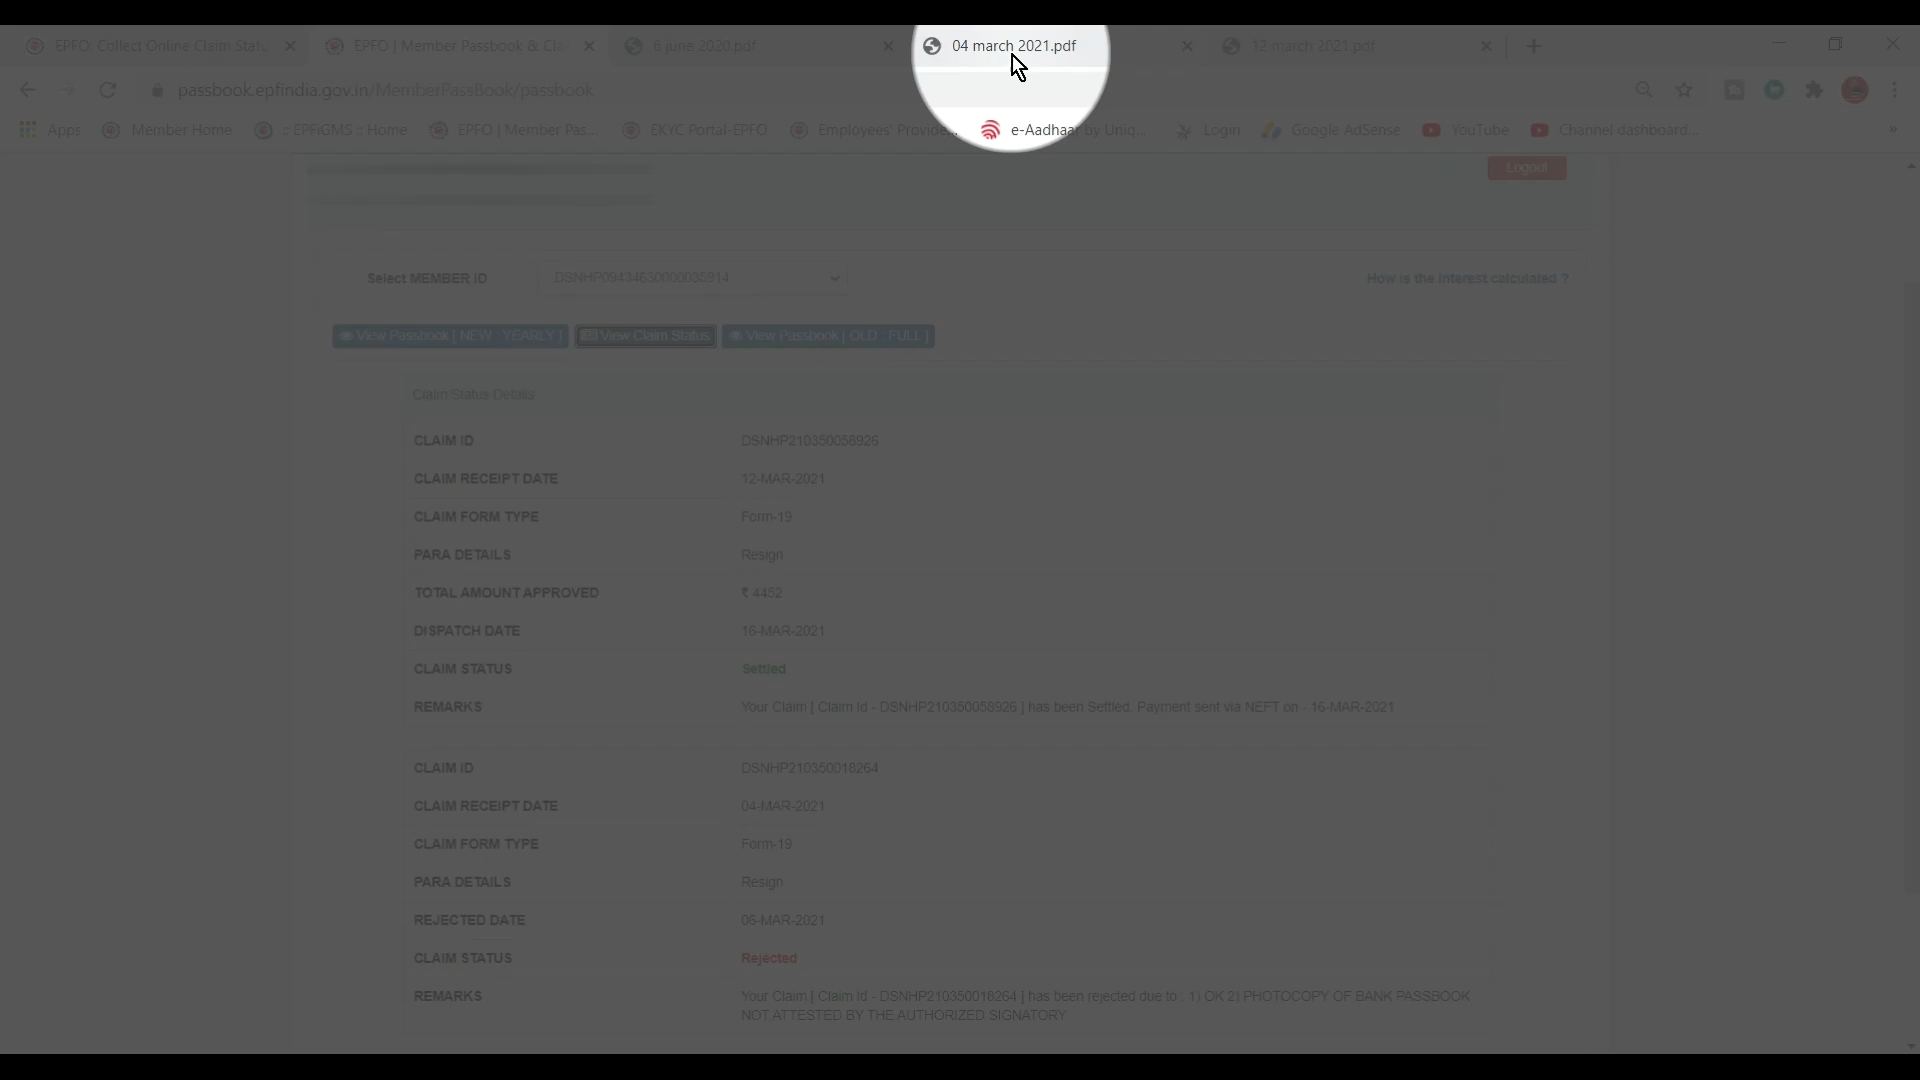 EPFO: Collect Online Claim Statu
EPFO | Member Passbook & Cla
6 june 2020.pdf
04 march 2021.pdf
12 march 2021.pdf
passbook.epfindia.gov.in/MemberPassBook/passbook
Apps
Member Home
:: EPFiGMS :: Home
EPFO | Member Pas...
EKYC Portal-EPFO
Employees' Provide...
e-Aadhaar by Uniq...
Login
Google AdSense
YouTube
Channel dashboard...
Logout
Select MEMBER ID
DSNHP09434630000035914
How is the interest calculated ?
View Passbook [ NEW : YEARLY ]
View Claim Status
View Passbook [ OLD : FULL ]
Claim Status Details
CLAIM ID DSNHP210350058926
CLAIM RECEIPT DATE 12-MAR-2021
CLAIM FORM TYPE Form-19
PARA DETAILS Resign
TOTAL AMOUNT APPROVED ₹ 4452
DISPATCH DATE 16-MAR-2021
CLAIM STATUS Settled
REMARKS Your Claim [ Claim Id - DSNHP210350058926 ] has been Settled. Payment sent via NEFT on - 16-MAR-2021
CLAIM ID DSNHP210350018264
CLAIM RECEIPT DATE 04-MAR-2021
CLAIM FORM TYPE Form-19
PARA DETAILS Resign
REJECTED DATE 06-MAR-2021
CLAIM STATUS Rejected
REMARKS Your Claim [ Claim Id - DSNHP210350018264 ] has been rejected due to : 1) OK 2) PHOTOCOPY OF BANK PASSBOOK
NOT ATTESTED BY THE AUTHORIZED SIGNATORY